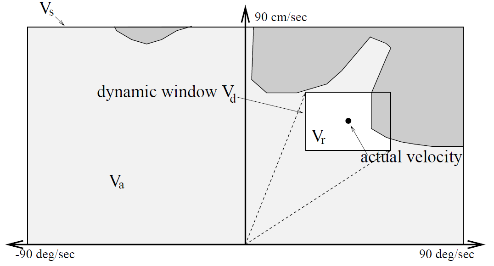 Vs
90 cm/sec
dynamic window Vd
Vr
actual velocity
Va
-90 deg/sec
90 deg/sec